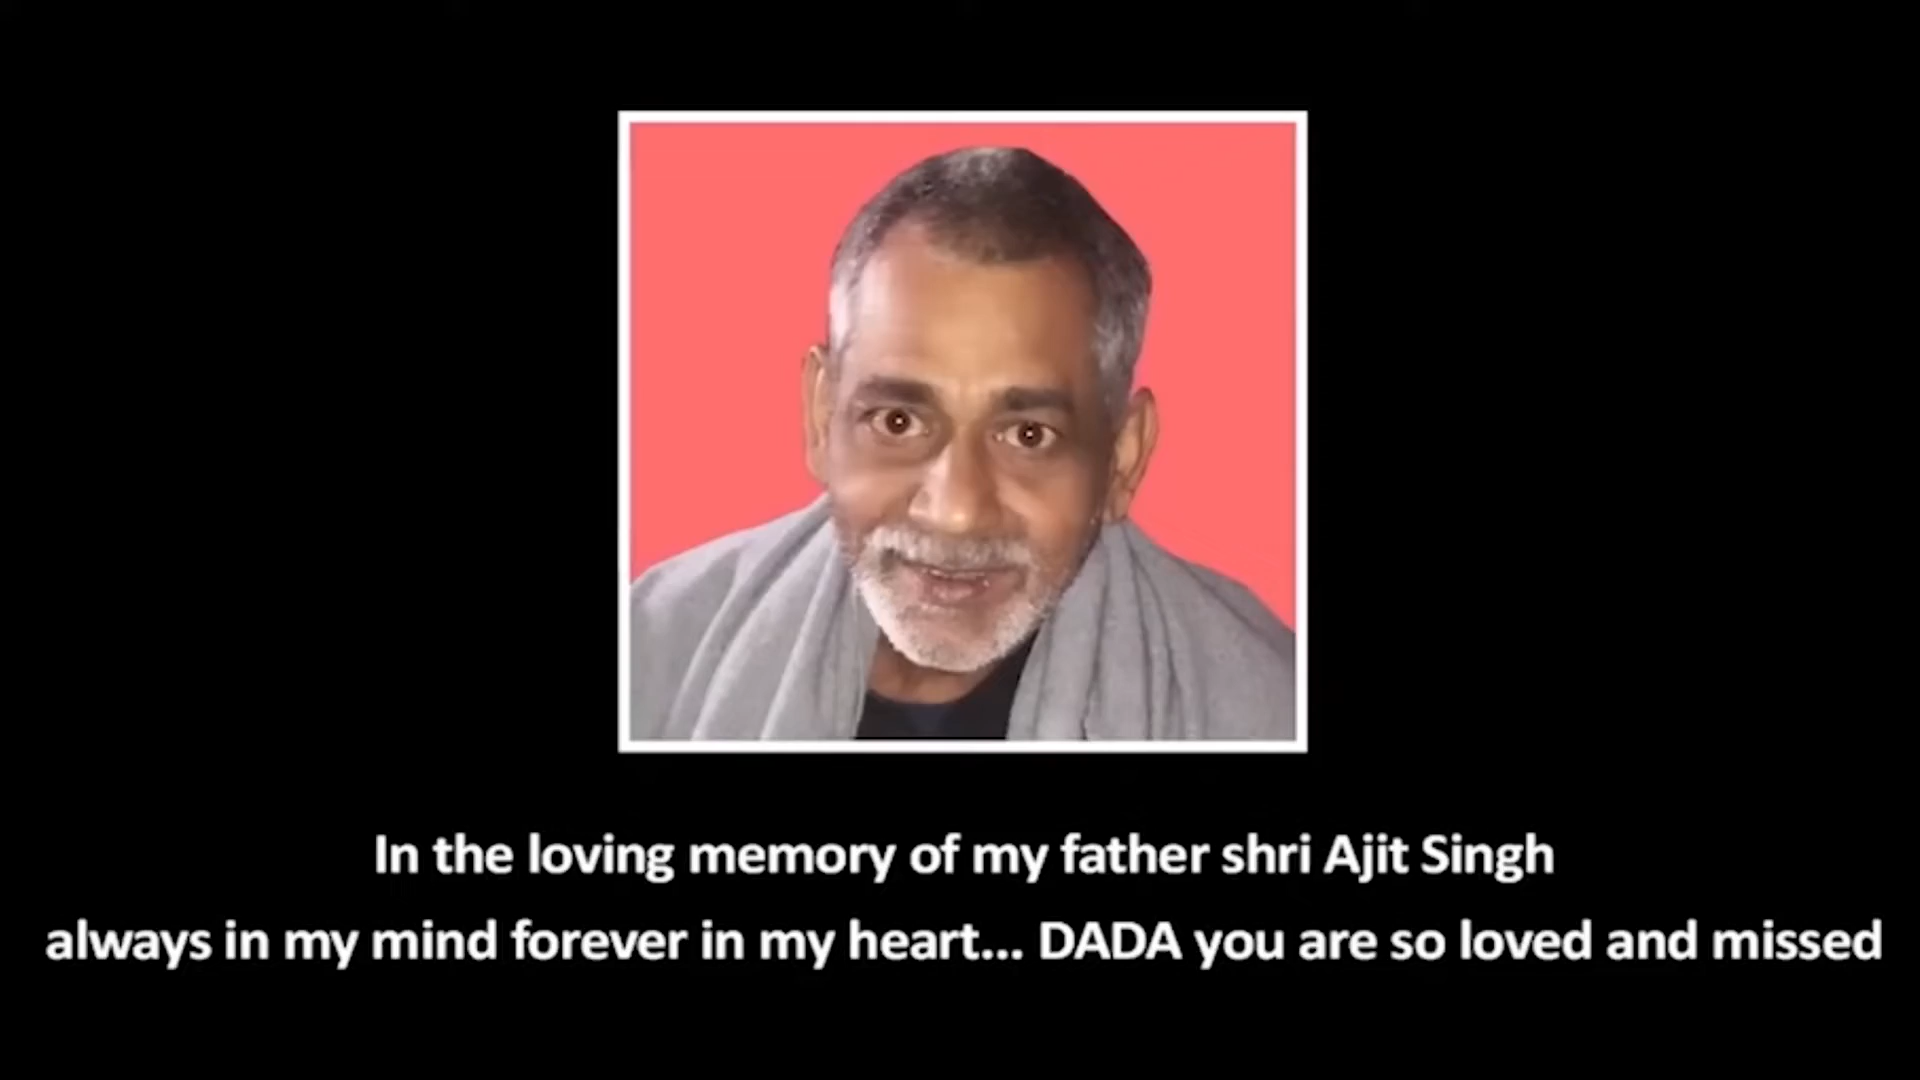 In the loving memory of my father shri Ajit Singh
always in my mind forever in my heart... DADA you are so loved and missed